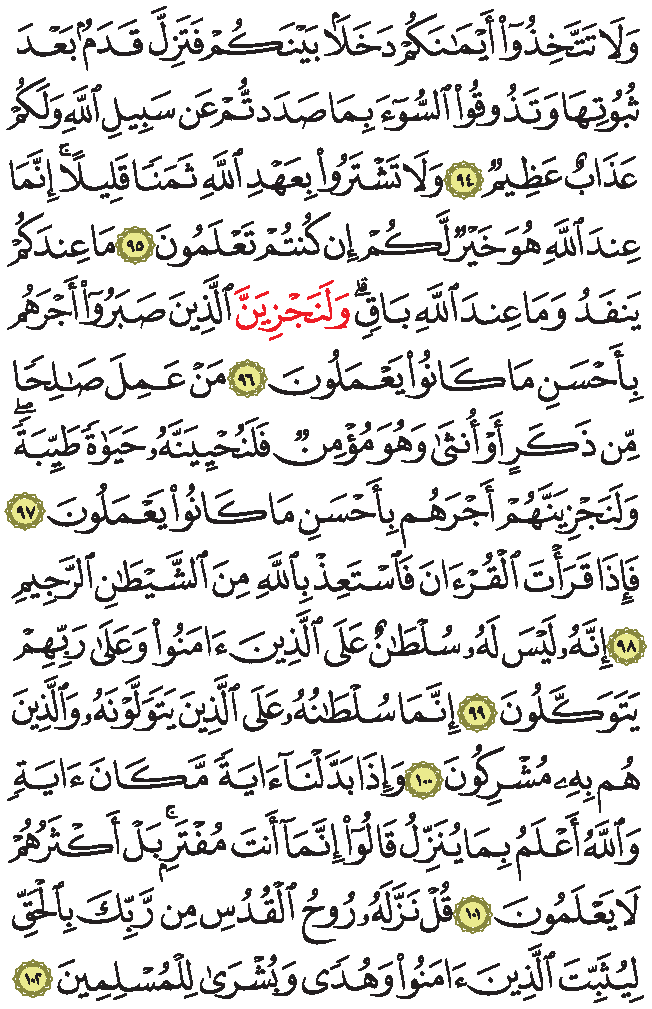 وَلَا تَتَّخِذُوٓا۟ أَيْمَٰنَكُمْ دَخَلًۢا بَيْنَكُمْ فَتَزِلَّ قَدَمٌۢ بَعْدَ
ثُبُوتِهَا وَتَذُوقُوا۟ ٱلسُّوٓءَ بِمَا صَدَدتُّمْ عَن سَبِيلِ ٱللَّهِ وَلَكُمْ
عَذَابٌ عَظِيمٌ ٩٤ وَلَا تَشْتَرُوا۟ بِعَهْدِ ٱللَّهِ ثَمَنًا قَلِيلًا ۚ إِنَّمَا
عِندَ ٱللَّهِ هُوَ خَيْرٌ لَّكُمْ إِن كُنتُمْ تَعْلَمُونَ ٩٥ مَا عِندَكُمْ
يَنفَدُ وَمَا عِندَ ٱللَّهِ بَاقٍ ۗ وَلَنَجْزِيَنَّ ٱلَّذِينَ صَبَرُوٓا۟ أَجْرَهُم
بِأَحْسَنِ مَا كَانُوا۟ يَعْمَلُونَ ٩٦ مَنْ عَمِلَ صَٰلِحًا
مِّن ذَكَرٍ أَوْ أُنثَىٰ وَهُوَ مُؤْمِنٌ فَلَنُحْيِيَنَّهُۥ حَيَوٰةً طَيِّبَةً ۖ
وَلَنَجْزِيَنَّهُمْ أَجْرَهُم بِأَحْسَنِ مَا كَانُوا۟ يَعْمَلُونَ ٩٧
فَإِذَا قَرَأْتَ ٱلْقُرْءَانَ فَٱسْتَعِذْ بِٱللَّهِ مِنَ ٱلشَّيْطَٰنِ ٱلرَّجِيمِ
٩٨ إِنَّهُۥ لَيْسَ لَهُۥ سُلْطَٰنٌ عَلَى ٱلَّذِينَ ءَامَنُوا۟ وَعَلَىٰ رَبِّهِمْ
يَتَوَكَّلُونَ ٩٩ إِنَّمَا سُلْطَٰنُهُۥ عَلَى ٱلَّذِينَ يَتَوَلَّوْنَهُۥ وَٱلَّذِينَ
هُم بِهِۦ مُشْرِكُونَ ١٠٠ وَإِذَا بَدَّلْنَآ ءَايَةً مَّكَانَ ءَايَةٍ ۙ
وَٱللَّهُ أَعْلَمُ بِمَا يُنَزِّلُ قَالُوٓا۟ إِنَّمَآ أَنتَ مُفْتَرٍۭ ۚ بَلْ أَكْثَرُهُمْ
لَا يَعْلَمُونَ ١٠١ قُلْ نَزَّلَهُۥ رُوحُ ٱلْقُدُسِ مِن رَّبِّكَ بِٱلْحَقِّ
لِيُثَبِّتَ ٱلَّذِينَ ءَامَنُوا۟ وَهُدًى وَبُشْرَىٰ لِلْمُسْلِمِينَ ١٠٢